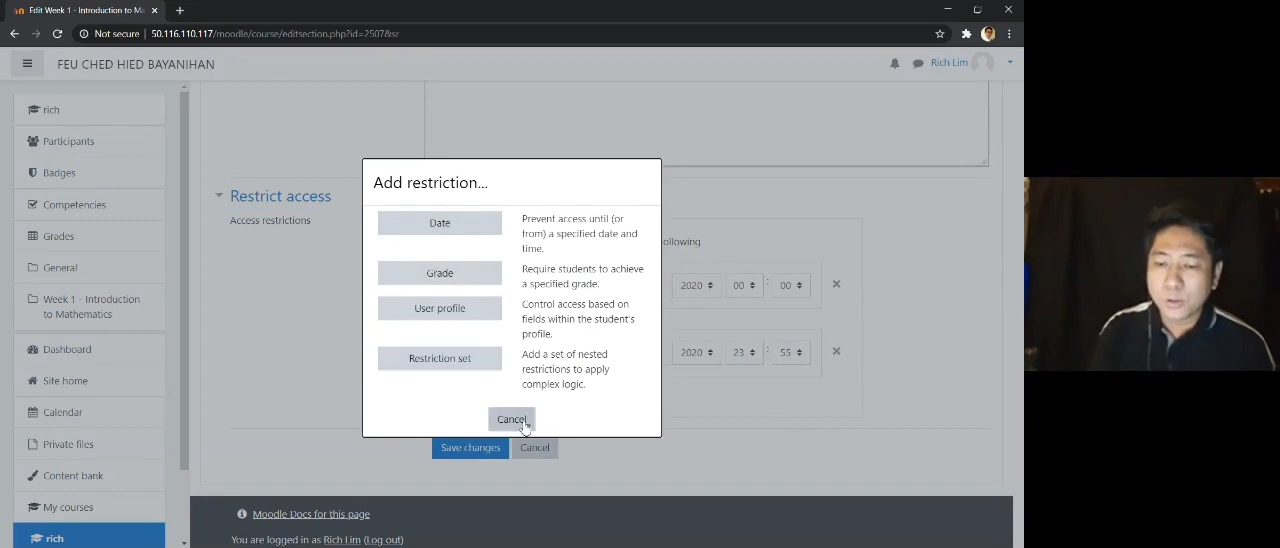 Edit Week 1 - Introduction to Ma
Not secure
50.116.110.117/moodle/course/editsection.php?id=2507&sr
FEU CHED HIED BAYANIHAN
Rich Lim
rich
Participants
Badges
Competencies
Grades
General
Week 1 - Introduction
to Mathematics
Dashboard
Site home
Calendar
Private files
Content bank
My courses
rich
Restrict access
Access restrictions
ollowing
2020 00 : 00
2020 23 : 55
Add restriction...
Date
Prevent access until (or
from) a specified date and
time.
Grade
Require students to achieve
a specified grade.
User profile
Control access based on
fields within the student's
profile.
Restriction set
Add a set of nested
restrictions to apply
complex logic.
Cancel
Save changes
Cancel
Moodle Docs for this page
You are logged in as Rich Lim (Log out)